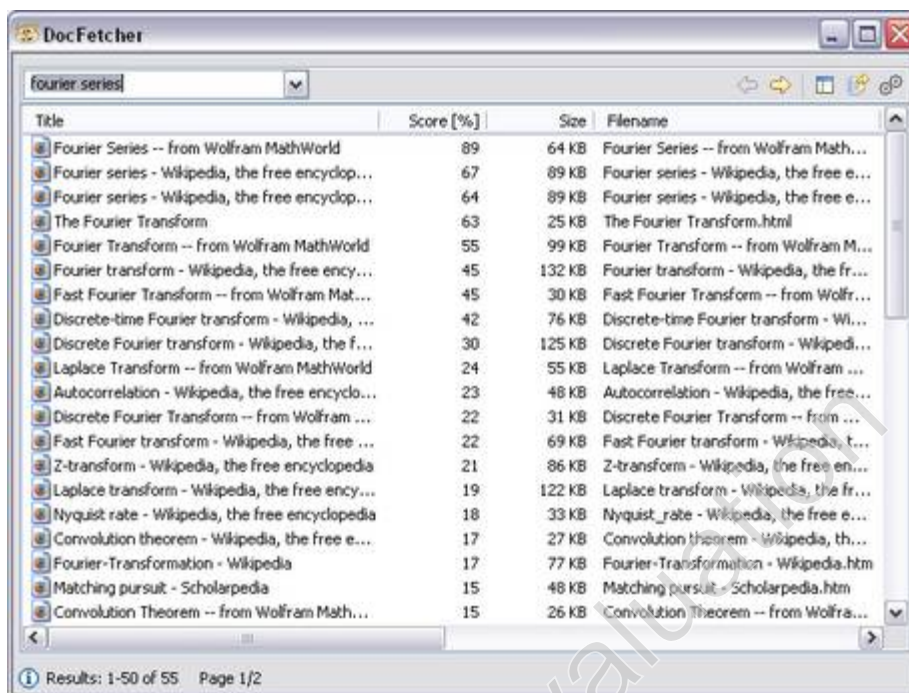 DocFetcher
fourier series
Title Score [%] Size Filename
Fourier Series -- from Wolfram MathWorld 89 64 KB Fourier Series -- from Wolfram Math...
Fourier series - Wikipedia, the free encyclop... 67 89 KB Fourier series - Wikipedia, the free e...
Fourier series - Wikipedia, the free encyclop... 64 89 KB Fourier series - Wikipedia, the free e...
The Fourier Transform 63 25 KB The Fourier Transform.html
Fourier Transform -- from Wolfram MathWorld 55 99 KB Fourier Transform -- from Wolfram M...
Fourier transform - Wikipedia, the free ency... 45 132 KB Fourier transform - Wikipedia, the fr...
Fast Fourier Transform -- from Wolfram Mat... 45 30 KB Fast Fourier Transform -- from Wolfr...
Discrete-time Fourier transform - Wikipedia, ... 42 76 KB Discrete-time Fourier transform - Wi...
Discrete Fourier transform - Wikipedia, the f... 30 125 KB Discrete Fourier transform - Wikipedi...
Laplace Transform -- from Wolfram MathWorld 24 55 KB Laplace Transform -- from Wolfram ...
Autocorrelation - Wikipedia, the free encyclo... 23 48 KB Autocorrelation - Wikipedia, the free...
Discrete Fourier Transform -- from Wolfram ... 22 31 KB Discrete Fourier Transform -- from ...
Fast Fourier transform - Wikipedia, the free ... 22 69 KB Fast Fourier transform - Wikipedia, t...
Z-transform - Wikipedia, the free encyclopedia 21 86 KB Z-transform - Wikipedia, the free en...
Laplace transform - Wikipedia, the free ency... 19 122 KB Laplace transform - Wikipedia, the fr...
Nyquist rate - Wikipedia, the free encyclopedia 18 33 KB Nyquist_rate - Wikipedia, the free e...
Convolution theorem - Wikipedia, the free e... 17 27 KB Convolution theorem - Wikipedia, th...
Fourier-Transformation - Wikipedia 17 77 KB Fourier-Transformation - Wikipedia.htm
Matching pursuit - Scholarpedia 15 48 KB Matching pursuit - Scholarpedia.htm
Convolution Theorem -- from Wolfram Math... 15 26 KB Convolution Theorem -- from Wolfra...
Results: 1-50 of 55 Page 1/2